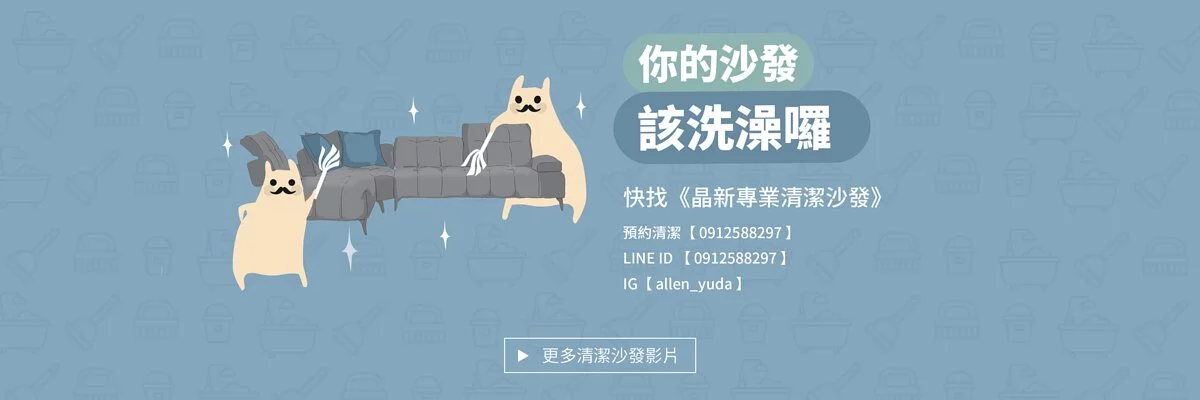 你的沙發
該洗澡囉
快找《晶新專業清潔沙發》
預約清潔【 0912588297 】
LINE ID 【 0912588297 】
IG【 allen_yuda 】
更多清潔沙發影片